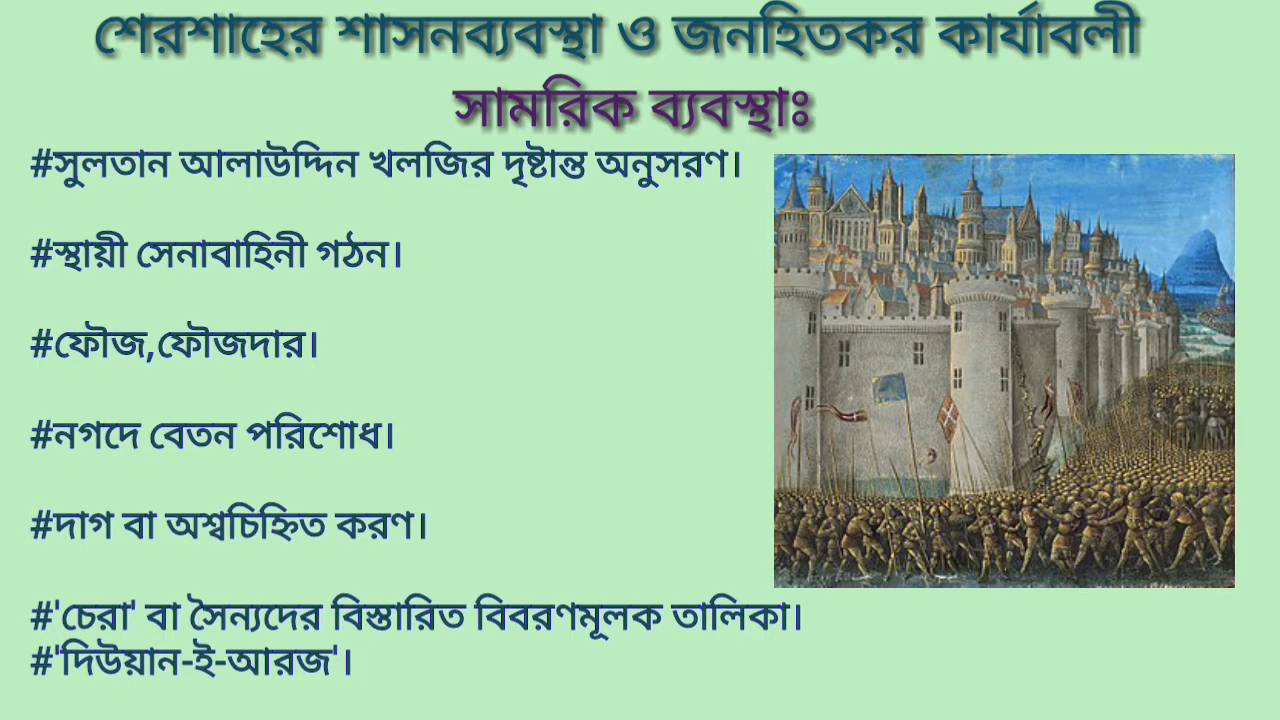 শেরশাহের শাসনব্যবস্থা ও জনহিতকর কার্যাবলী
সামরিক ব্যবস্থাঃ
#সুলতান আলাউদ্দিন খলজির দৃষ্টান্ত অনুসরণ।
#স্থায়ী সেনাবাহিনী গঠন।
#ফৌজ,ফৌজদার।
#নগদে বেতন পরিশোধ।
#দাগ বা অশ্বচিহ্নিত করণ।
#'চেরা' বা সৈন্যদের বিস্তারিত বিবরণমূলক তালিকা।
#'দিউয়ান-ই-আরজ'।